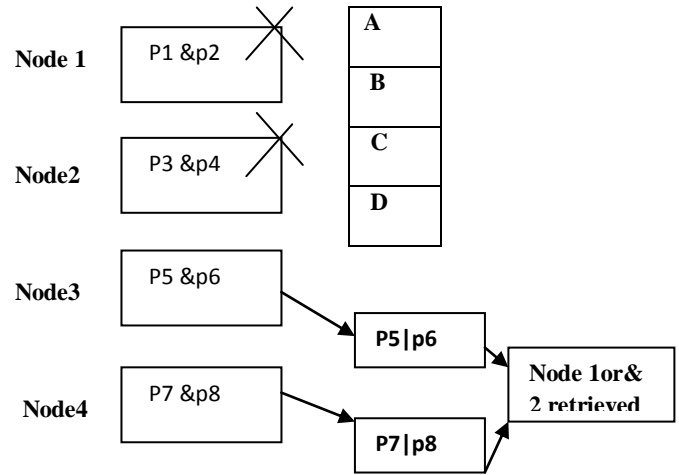 Node 1
P1 &p2
A
B
Node2
P3 &p4
C
D
Node3
P5 &p6
P5|p6
Node 1or&
2 retrieved
Node4
P7 &p8
P7|p8